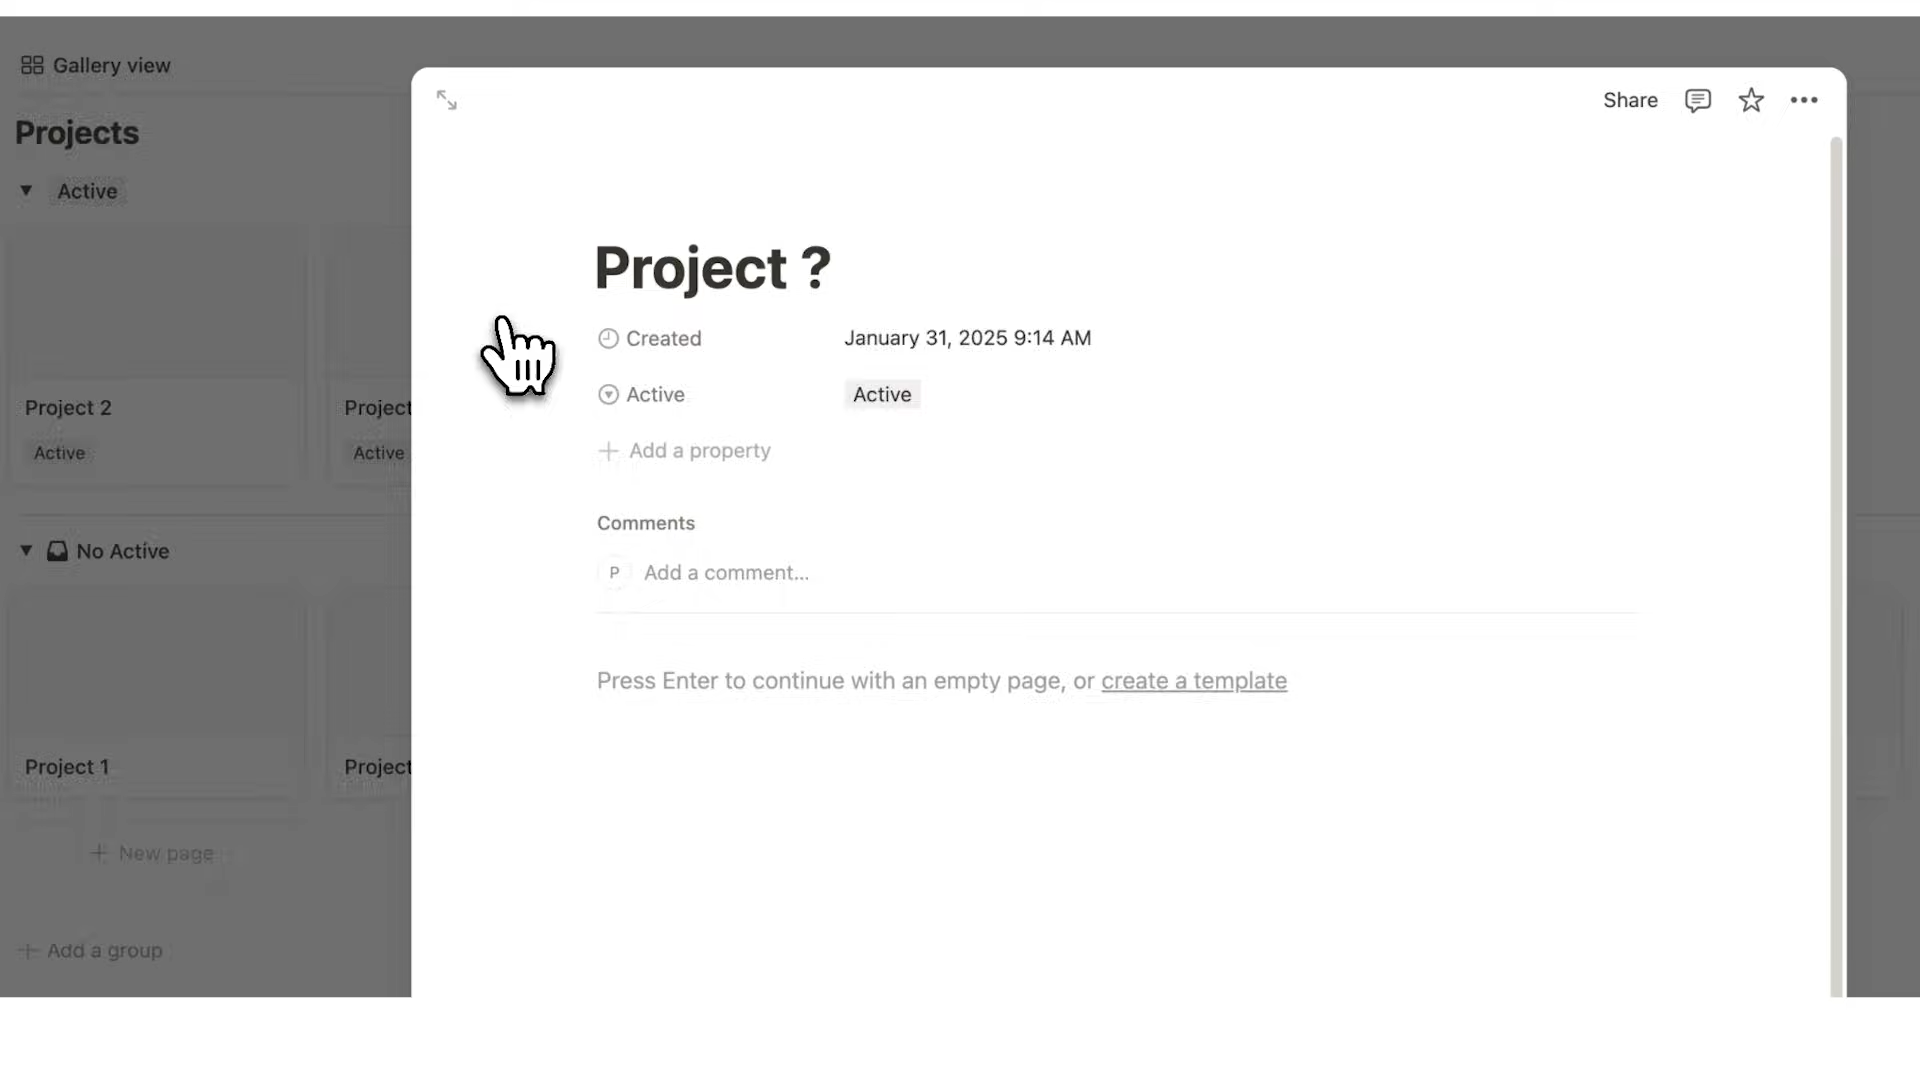 Gallery view
Projects
Active
Project 2
Active
Project
Active
No Active
Project 1
Project
+ New page
+ Add a group
Share
Project ?
Created January 31, 2025 9:14 AM
Active Active
+ Add a property
Comments
P Add a comment...
Press Enter to continue with an empty page, or create a template